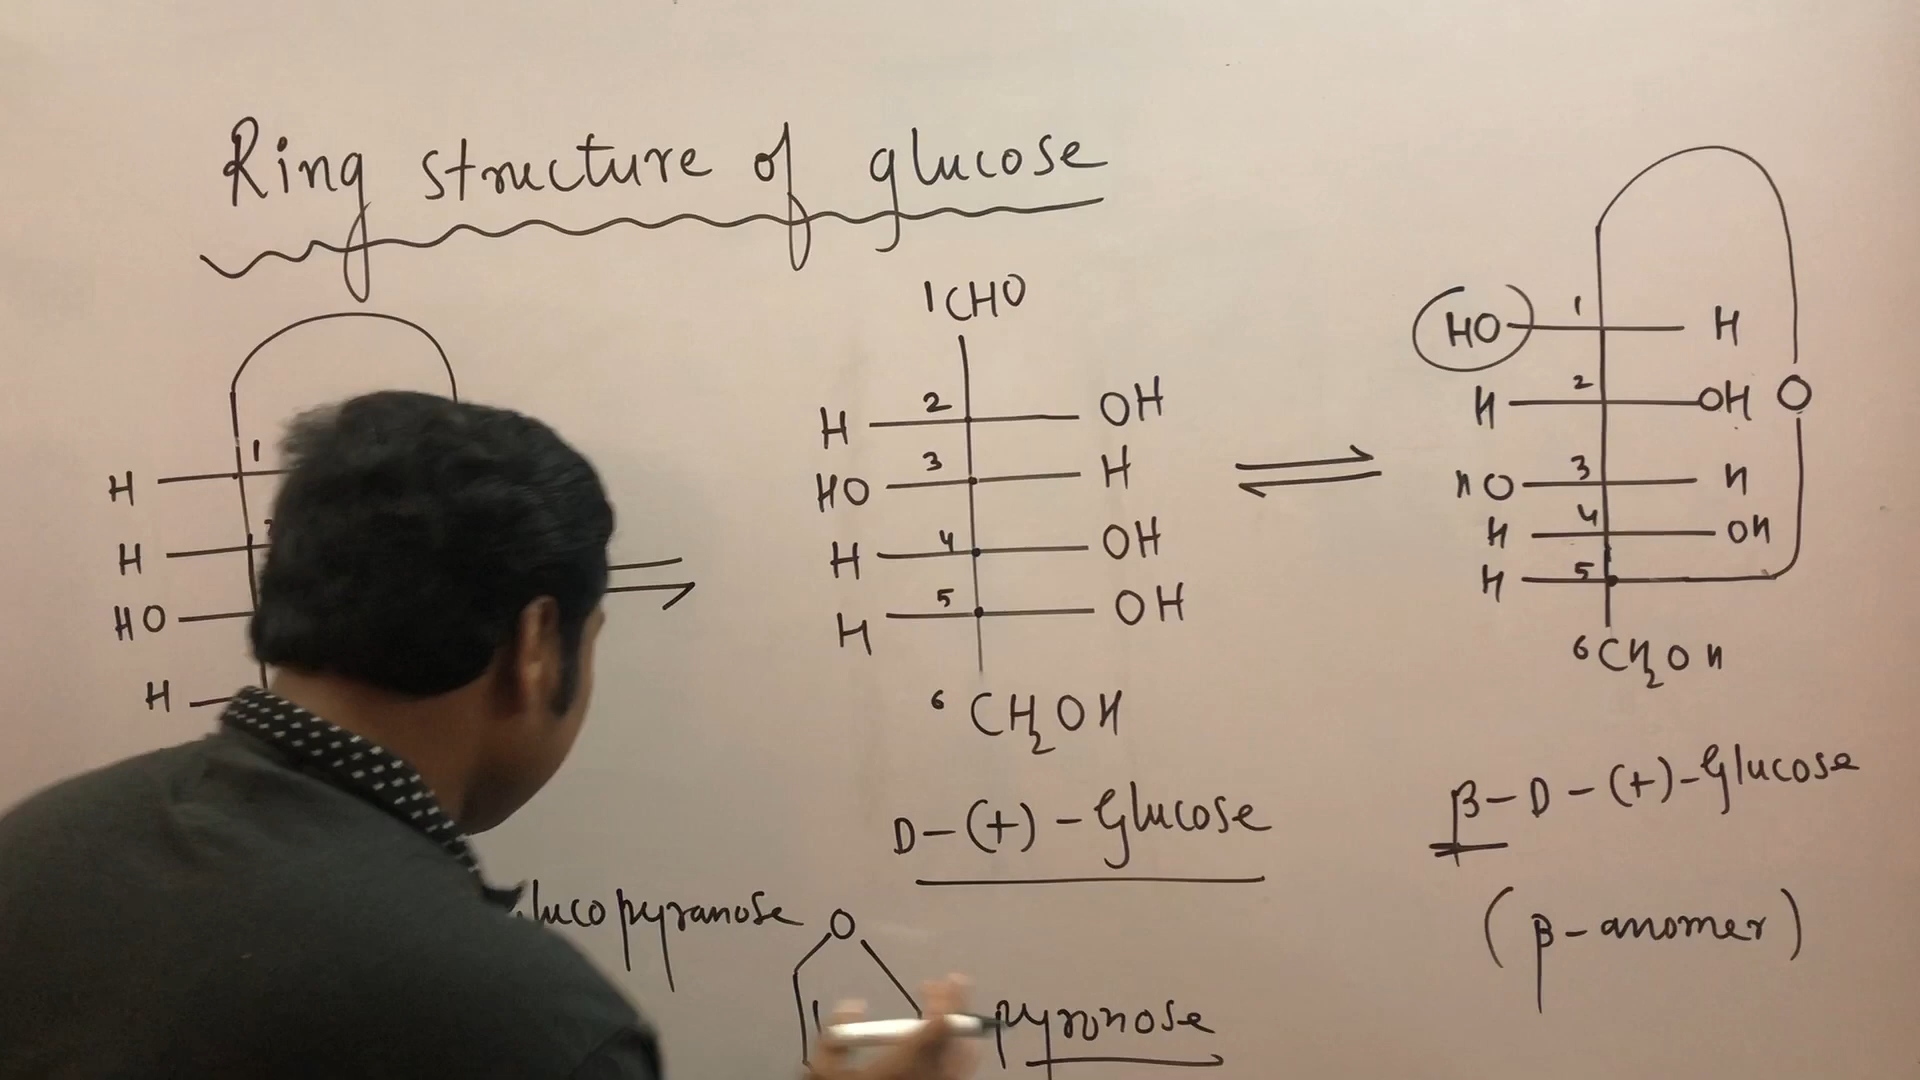 Ring structure of glucose
1
H
H
HO
H
1CHO
H 2 OH
HO 3 H
H 4 OH
H 5 OH
6 CH2OH
D-(+)-Glucose
HO 1 H
H 2 OH O
HO 3 H
H 4 OH
H 5
6CH2OH
β-D-(+)-Glucose
(β-anomer)
lucopyranose
O
pyranose